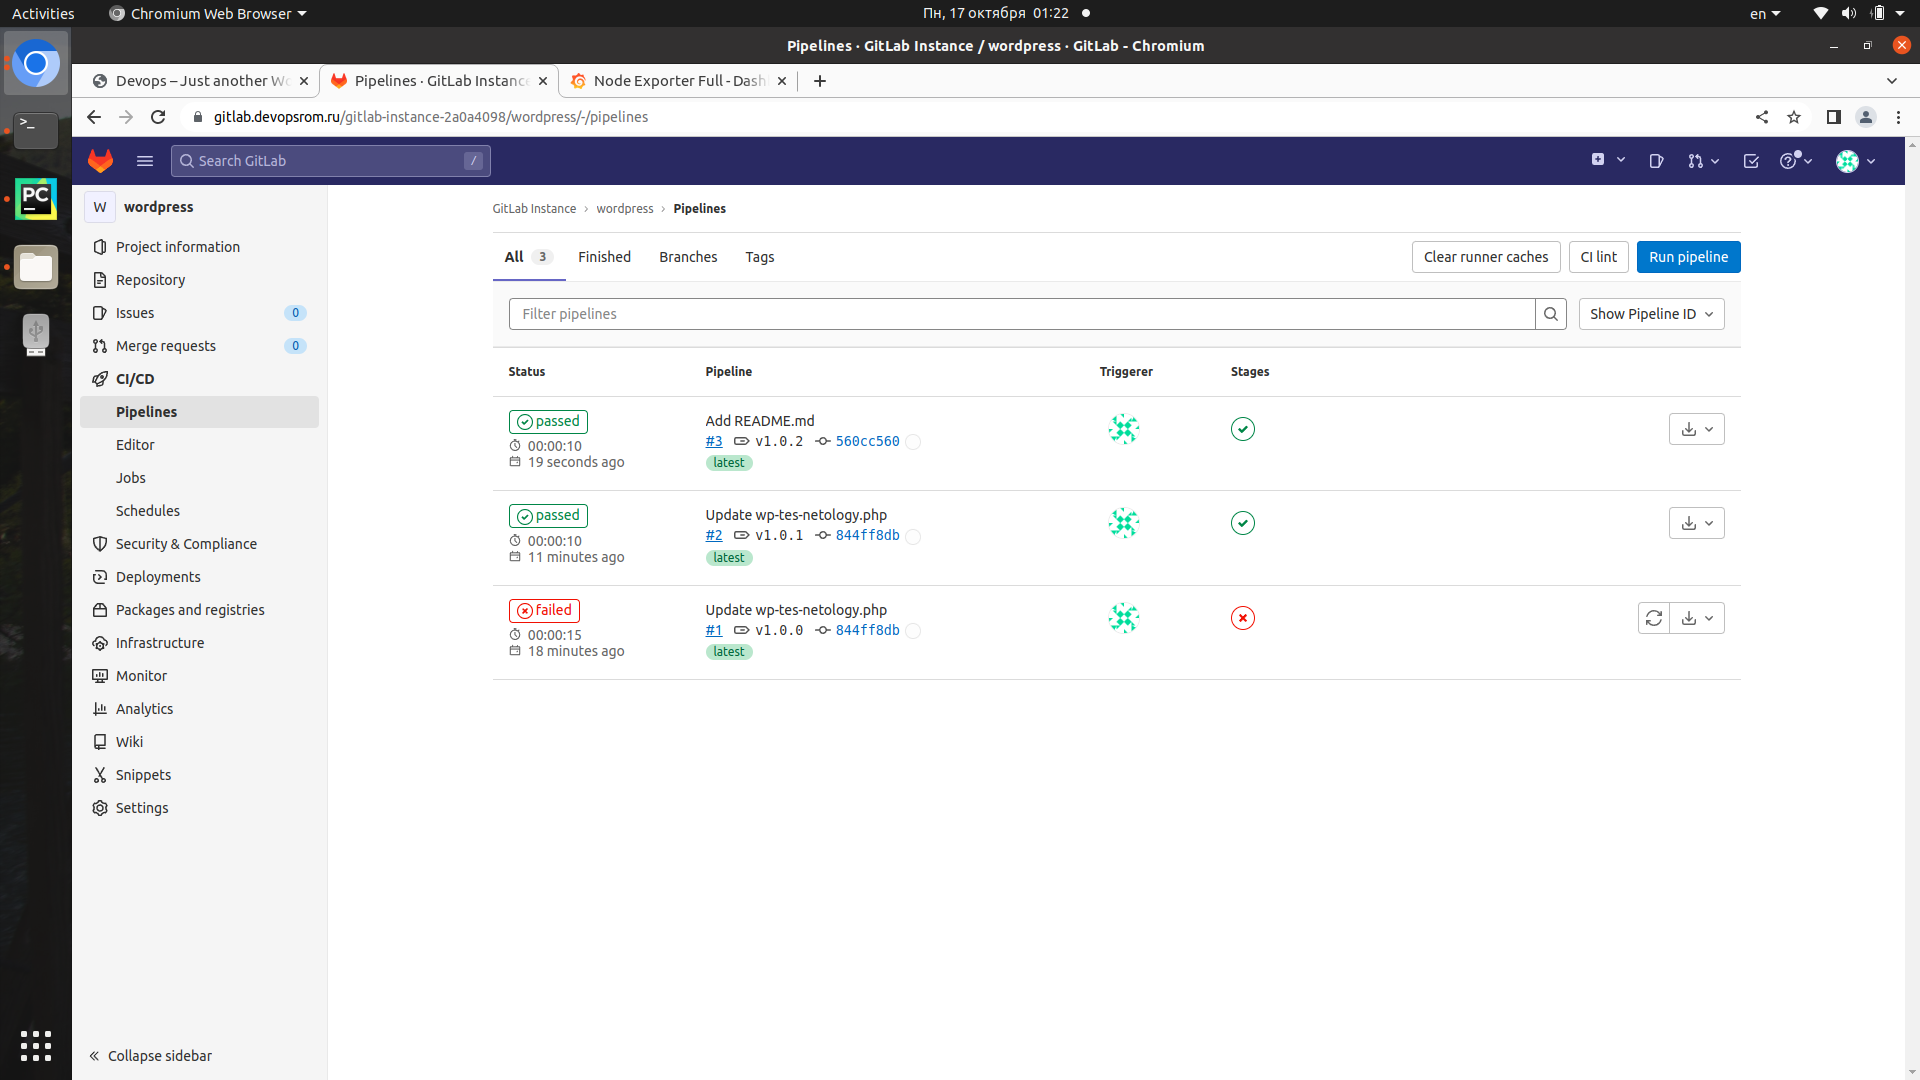 Activities
Chromium Web Browser
Пн, 17 октября 01:22
en
Pipelines · GitLab Instance / wordpress · GitLab - Chromium
Devops – Just another Wo
Pipelines · GitLab Instance
Node Exporter Full - Dash
gitlab.devopsrom.ru/gitlab-instance-2a0a4098/wordpress/-/pipelines
Search GitLab
/
W wordpress
Project information
Repository
Issues 0
Merge requests 0
CI/CD
Pipelines
Editor
Jobs
Schedules
Security & Compliance
Deployments
Packages and registries
Infrastructure
Monitor
Analytics
Wiki
Snippets
Settings
Collapse sidebar
GitLab Instance › wordpress › Pipelines
All 3 Finished Branches Tags
Clear runner caches CI lint Run pipeline
Filter pipelines
Show Pipeline ID
Status Pipeline Triggerer Stages
passed
00:00:10
19 seconds ago
Add README.md
#3 v1.0.2 560cc560
latest
passed
00:00:10
11 minutes ago
Update wp-tes-netology.php
#2 v1.0.1 844ff8db
latest
failed
00:00:15
18 minutes ago
Update wp-tes-netology.php
#1 v1.0.0 844ff8db
latest
>_
PC